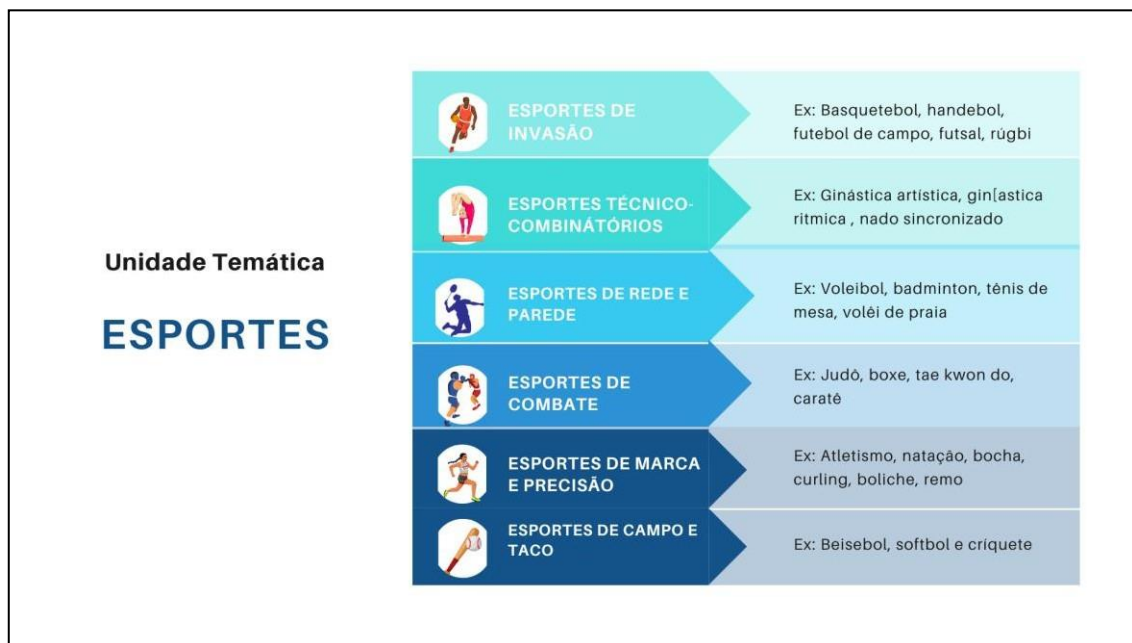 Unidade Temática
ESPORTES
ESPORTES DE
INVASÃO
Ex: Basquetebol, handebol,
futebol de campo, futsal, rúgbi
ESPORTES TÉCNICO-
COMBINÁTÓRIOS
Ex: Ginástica artística, gin[astica
ritmica , nado sincronizado
ESPORTES DE REDE E
PAREDE
Ex: Voleibol, badminton, tênis de
mesa, voléi de praia
ESPORTES DE
COMBATE
Ex: Judô, boxe, tae kwon do,
caratê
ESPORTES DE MARCA
E PRECISÃO
Ex: Atletismo, natação, bocha,
curling, boliche, remo
ESPORTES DE CAMPO E
TACO
Ex: Beisebol, softbol e críquete